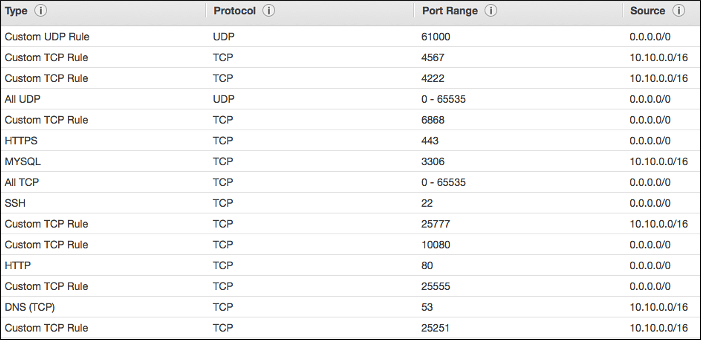 Type Protocol Port Range Source
Custom UDP Rule UDP 61000 0.0.0.0/0
Custom TCP Rule TCP 4567 10.10.0.0/16
Custom TCP Rule TCP 4222 10.10.0.0/16
All UDP UDP 0 - 65535 0.0.0.0/0
Custom TCP Rule TCP 6868 0.0.0.0/0
HTTPS TCP 443 0.0.0.0/0
MYSQL TCP 3306 10.10.0.0/16
All TCP TCP 0 - 65535 0.0.0.0/0
SSH TCP 22 0.0.0.0/0
Custom TCP Rule TCP 25777 10.10.0.0/16
Custom TCP Rule TCP 10080 0.0.0.0/0
HTTP TCP 80 0.0.0.0/0
Custom TCP Rule TCP 25555 0.0.0.0/0
DNS (TCP) TCP 53 10.10.0.0/16
Custom TCP Rule TCP 25251 10.10.0.0/16